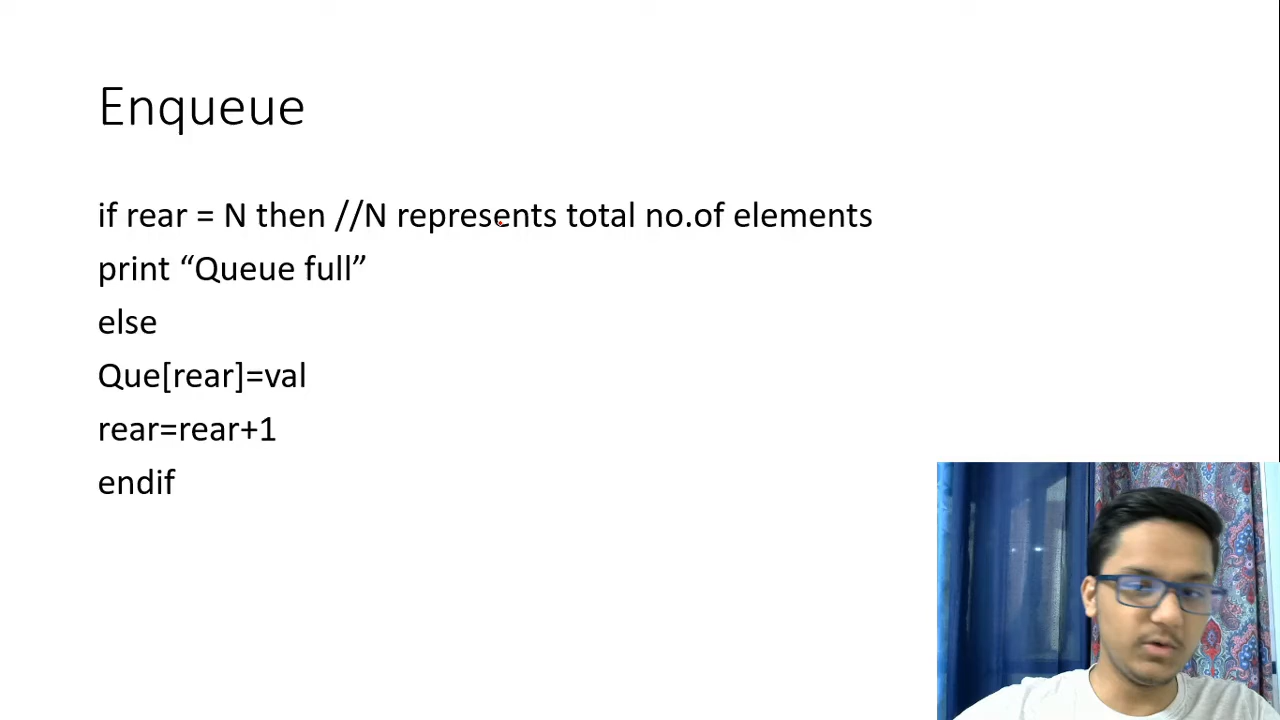 Enqueue
if rear = N then //N represents total no.of elements
print “Queue full”
else
Que[rear]=val
rear=rear+1
endif